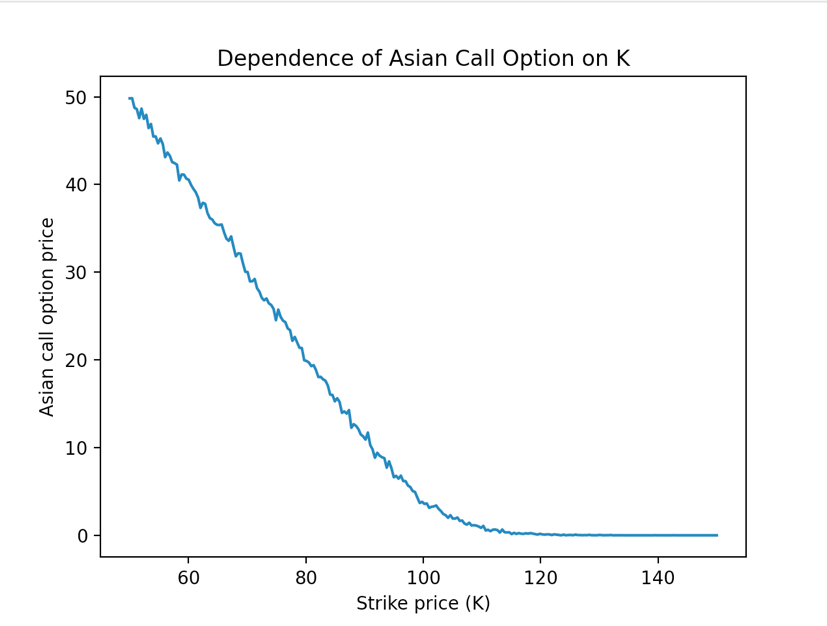 Dependence of Asian Call Option on K
50
40
30
20
10
0
Asian call option price
60 80 100 120 140
Strike price (K)